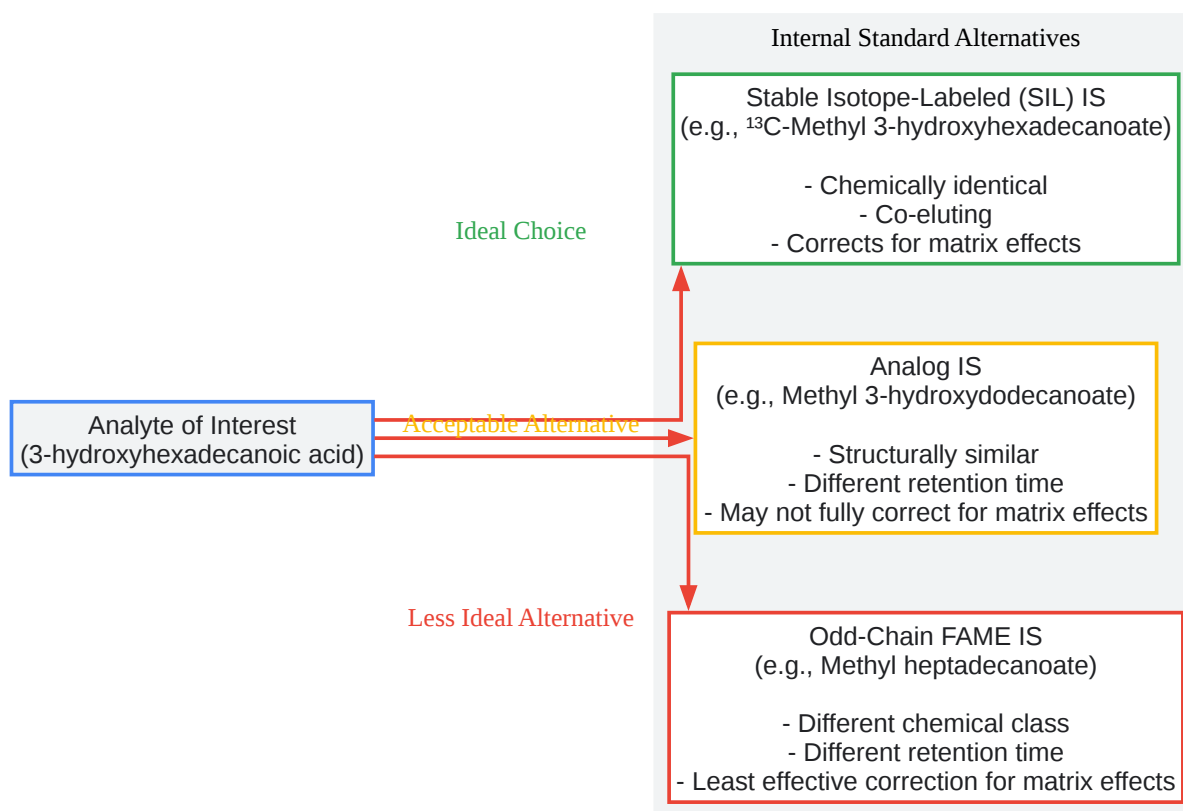 Internal Standard Alternatives
Stable Isotope-Labeled (SIL) IS
(e.g., ¹³C-Methyl 3-hydroxyhexadecanoate)
- Chemically identical
- Co-eluting
- Corrects for matrix effects
Ideal Choice
Analog IS
(e.g., Methyl 3-hydroxydodecanoate)
- Structurally similar
- Different retention time
- May not fully correct for matrix effects
Analyte of Interest
(3-hydroxyhexadecanoic acid)
Acceptable Alternative
Less Ideal Alternative
Odd-Chain FAME IS
(e.g., Methyl heptadecanoate)
- Different chemical class
- Different retention time
- Least effective correction for matrix effects